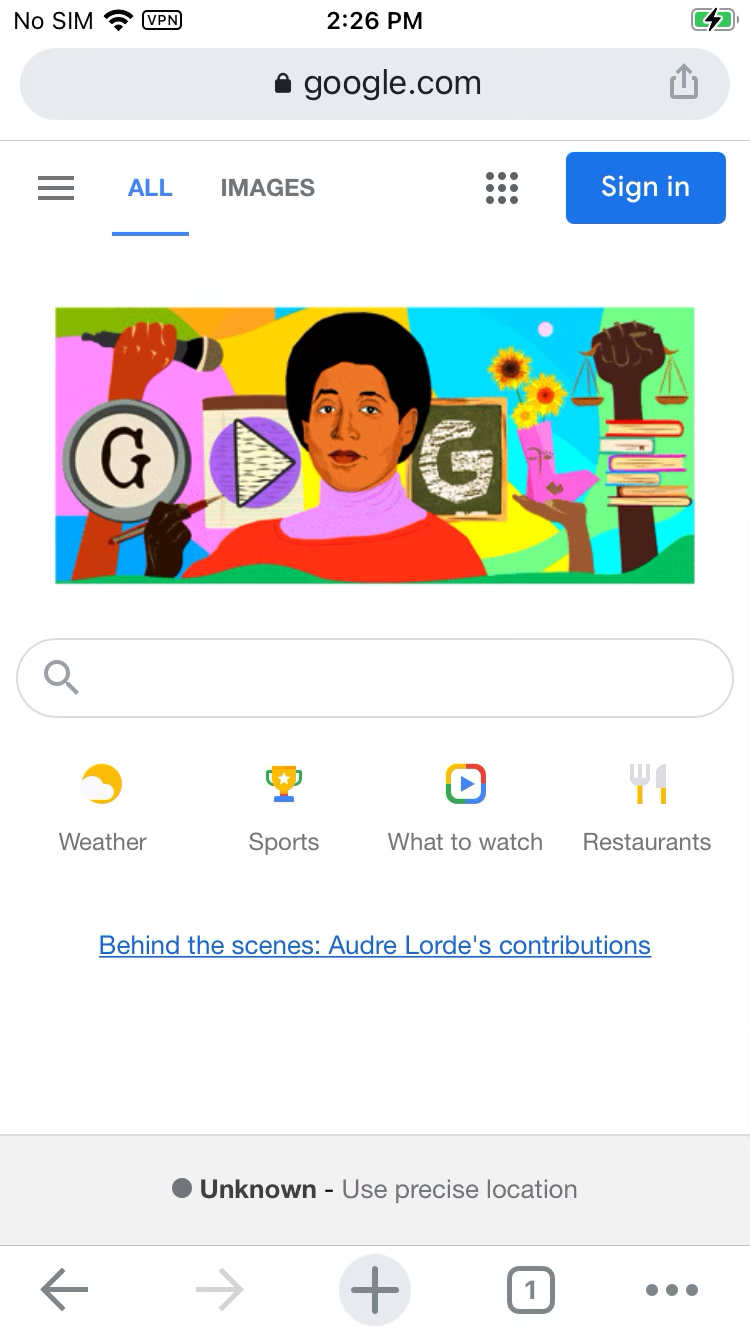 No SIM VPN 2:26 PM
google.com
ALL IMAGES Sign in
G G L
Weather Sports What to watch Restaurants
Behind the scenes: Audre Lorde's contributions
Unknown - Use precise location
1